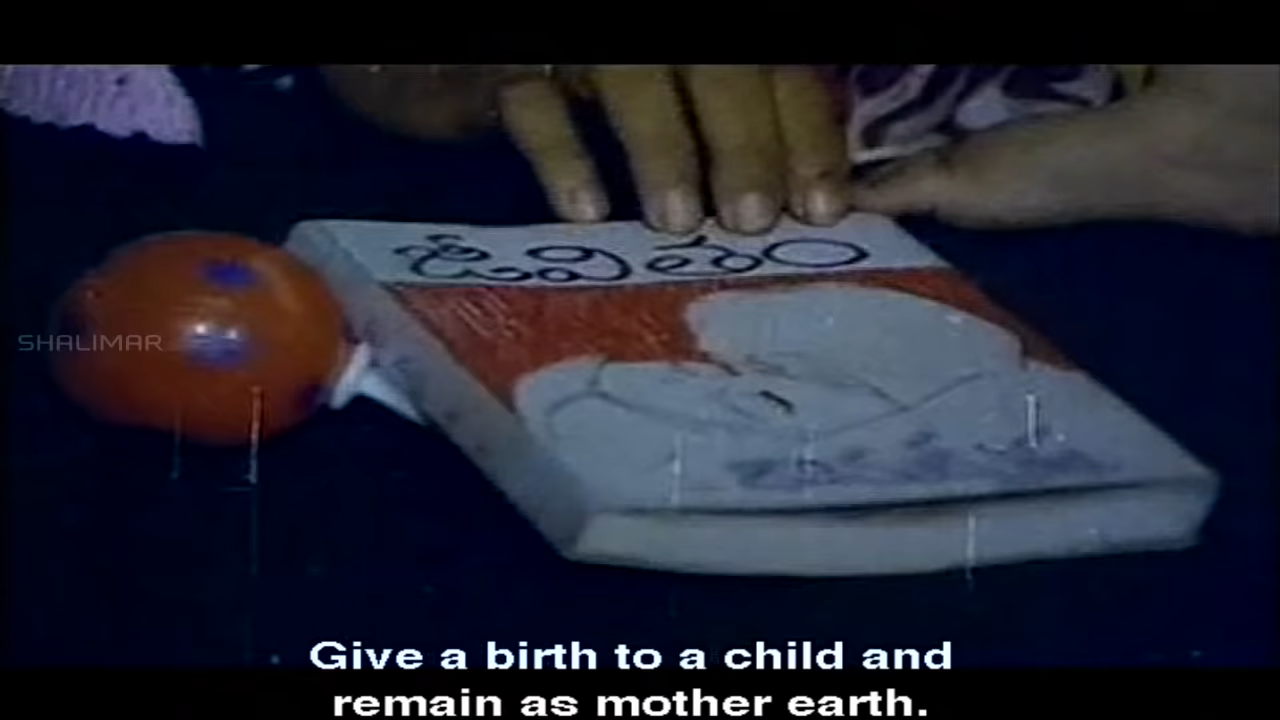 జీవితం
SHALIMAR
Give a birth to a child and
remain as mother earth.